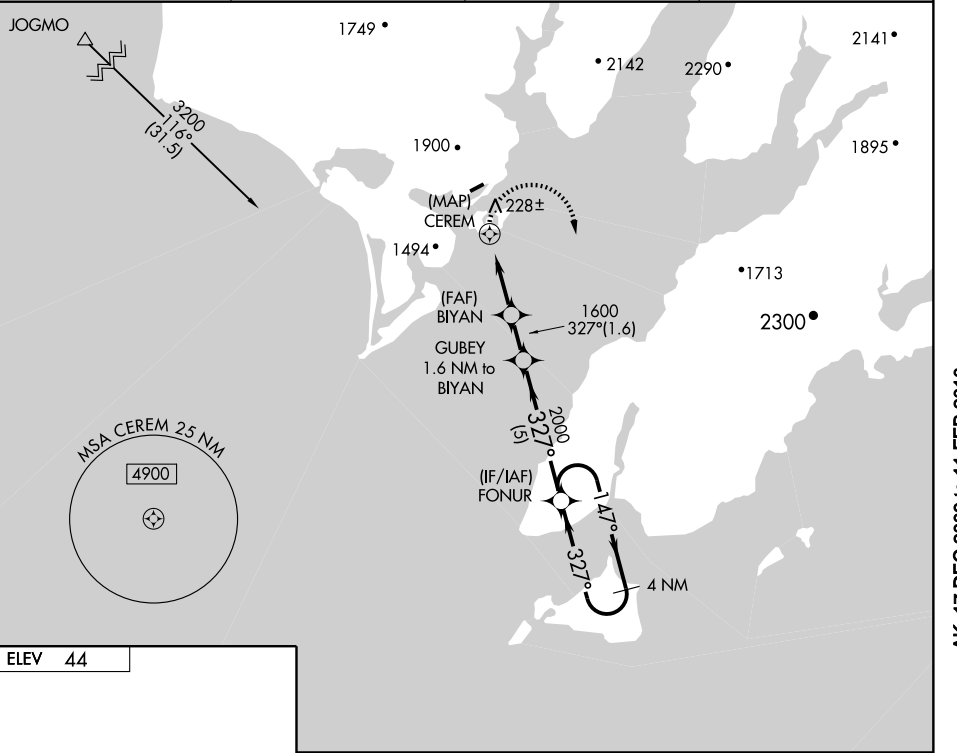 JOGMO
3200
116°
(31.5)
1749
2142
2290
2141
1900
1895
(MAP)
CEREM
228±
1494
1713
(FAF)
BIYAN
1600
327°(1.6)
2300
GUBEY
1.6 NM to
BIYAN
2000
327°
(5)
MSA CEREM 25 NM
4900
(IF/IAF)
FONUR
147°
327°
4 NM
ELEV 44